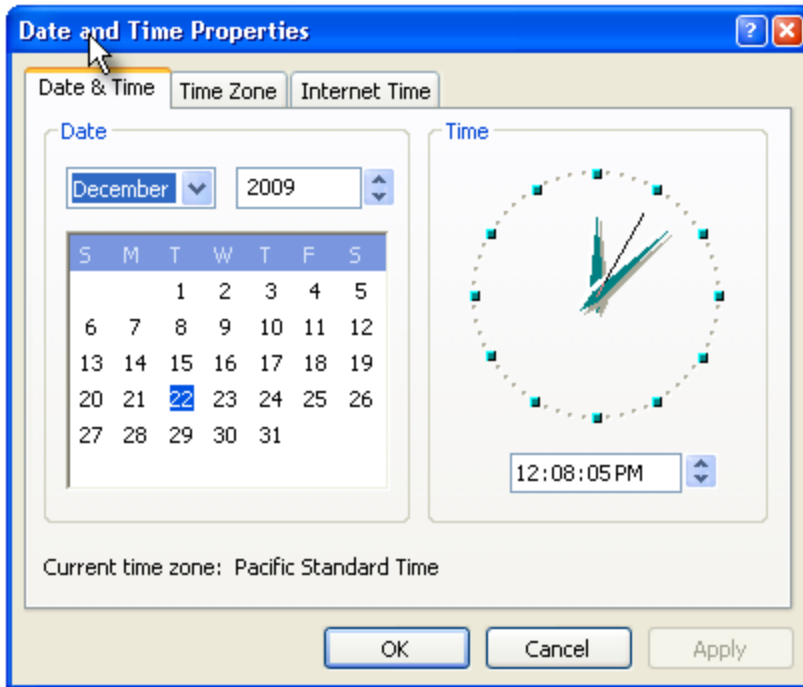 Date and Time Properties
Date & Time Time Zone Internet Time
Date
December 2009
S M T W T F S
1 2 3 4 5
6 7 8 9 10 11 12
13 14 15 16 17 18 19
20 21 22 23 24 25 26
27 28 29 30 31
Time
12:08:05 PM
Current time zone: Pacific Standard Time
OK Cancel Apply